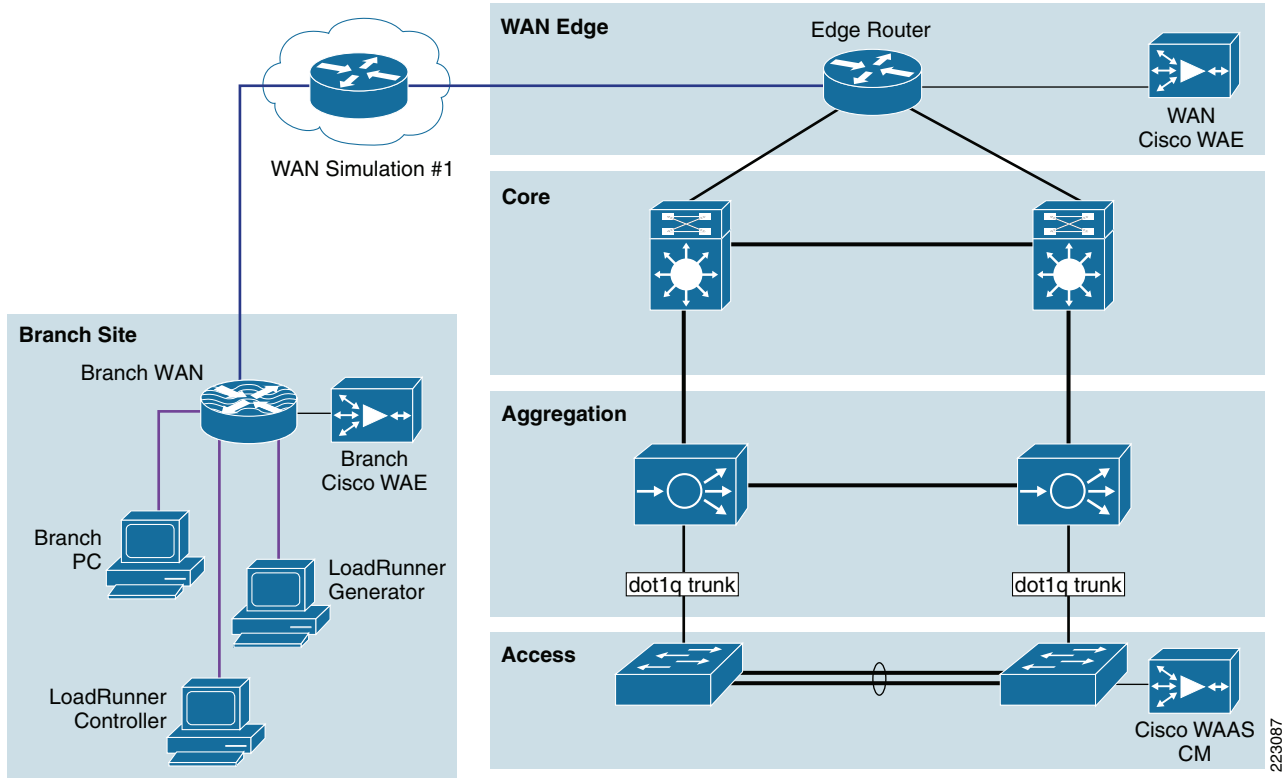 WAN Edge
Edge Router
WAN
Cisco WAE
WAN Simulation #1
Core
Branch Site
Branch WAN
Branch
Cisco WAE
Branch
PC
LoadRunner
Generator
LoadRunner
Controller
Aggregation
dot1q trunk
dot1q trunk
Access
Cisco WAAS
CM
223087